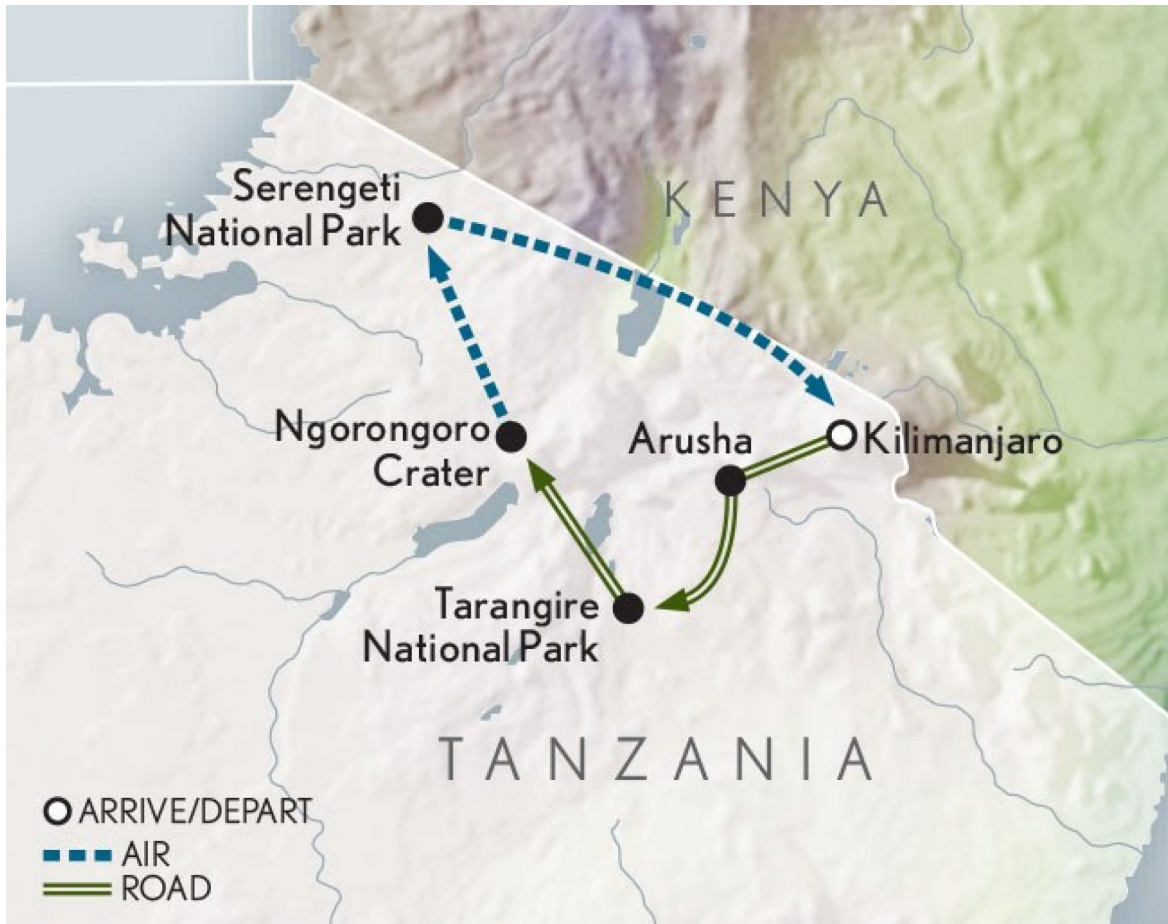 KENYA
Serengeti
National Park
Ngorongoro
Crater
Arusha
Kilimanjaro
Tarangire
National Park
TANZANIA
ARRIVE/DEPART
AIR
ROAD